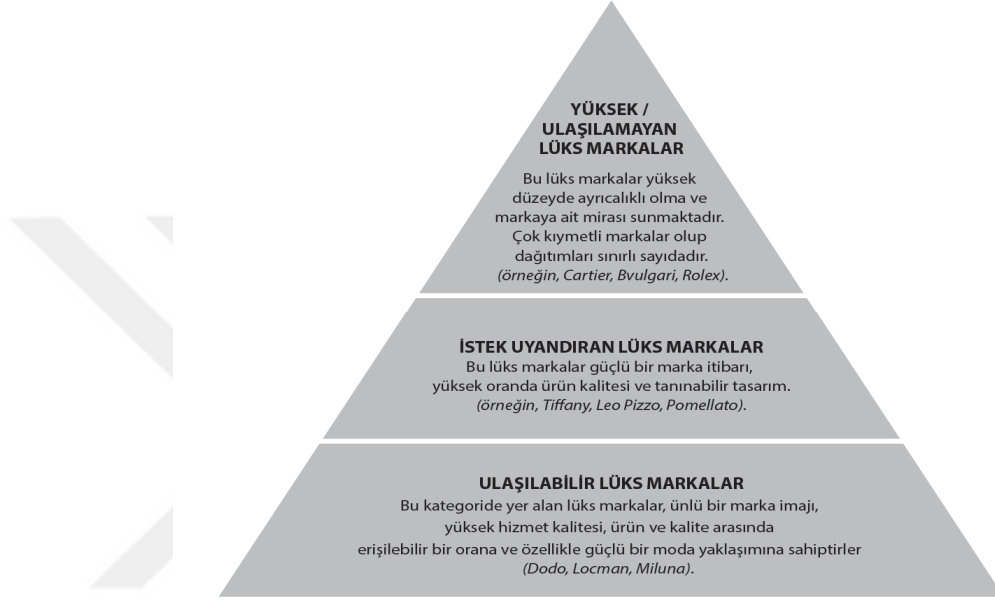 YÜKSEK /
ULAŞILAMAYAN
LÜKS MARKALAR
Bu lüks markalar yüksek
düzeyde ayrıcalıklı olma ve
markaya ait mirası sunmaktadır.
Çok kıymetli markalar olup
dağıtımları sınırlı sayıdadır.
(örneğin, Cartier, Bvulgari, Rolex).
İSTEK UYANDIRAN LÜKS MARKALAR
Bu lüks markalar güçlü bir marka itibarı,
yüksek oranda ürün kalitesi ve tanınabilir tasarım.
(örneğin, Tiffany, Leo Pizzo, Pomellato).
ULAŞILABİLİR LÜKS MARKALAR
Bu kategoride yer alan lüks markalar, ünlü bir marka imajı,
yüksek hizmet kalitesi, ürün ve kalite arasında
erişilebilir bir orana ve özellikle güçlü bir moda yaklaşımına sahiptirler
(Dodo, Locman, Miluna).